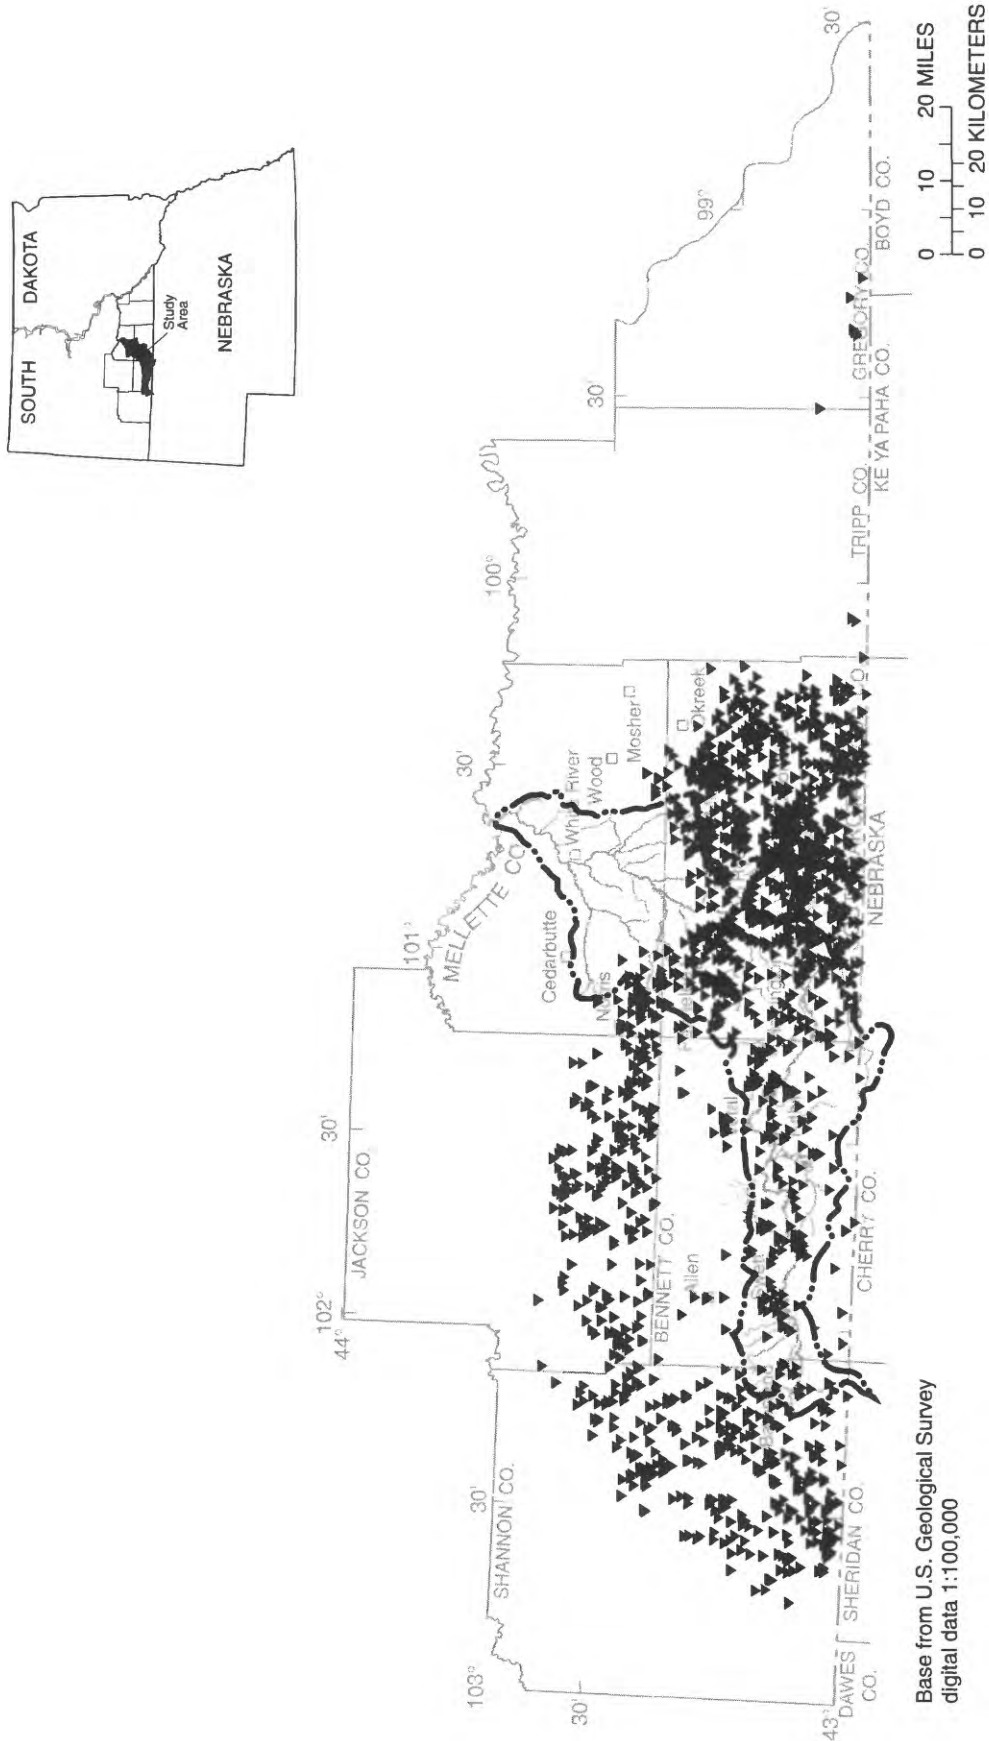 SOUTH DAKOTA
Study
Area
NEBRASKA
102°
44°
30'
JACKSON CO.
101°
MELLETTE CO.
30'
100°
30'
99°
30'
103°
30'
SHANNON CO.
30'
43°
Cedarbutte
White River
Wood
Mosher
Okreek
BENNETT CO.
Allen
DAWES
CO.
SHERIDAN CO.
CHERRY CO.
NEBRASKA
TRIPP CO.
KEYA PAHA CO.
GREGORY CO.
BOYD CO.
Base from U.S. Geological Survey
digital data 1:100,000
0 10 20 MILES
0 10 20 KILOMETERS